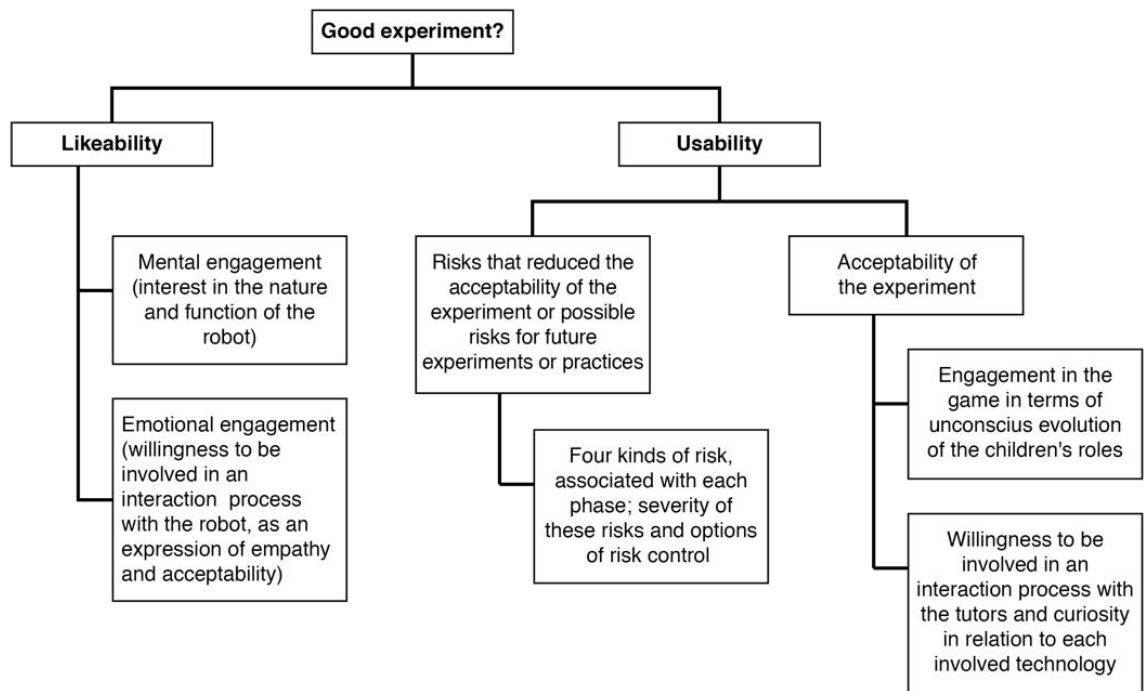 Good experiment?
Likeability
Usability
Mental engagement
(interest in the nature
and function of the
robot)
Emotional engagement
(willingness to be
involved in an
interaction process
with the robot, as an
expression of empathy
and acceptability)
Risks that reduced the
acceptability of the
experiment or possible
risks for future
experiments or practices
Four kinds of risk,
associated with each
phase; severity of
these risks and options
of risk control
Acceptability of
the experiment
Engagement in the
game in terms of
unconscius evolution
of the children's roles
Willingness to be
involved in an
interaction process with
the tutors and curiosity
in relation to each
involved technology